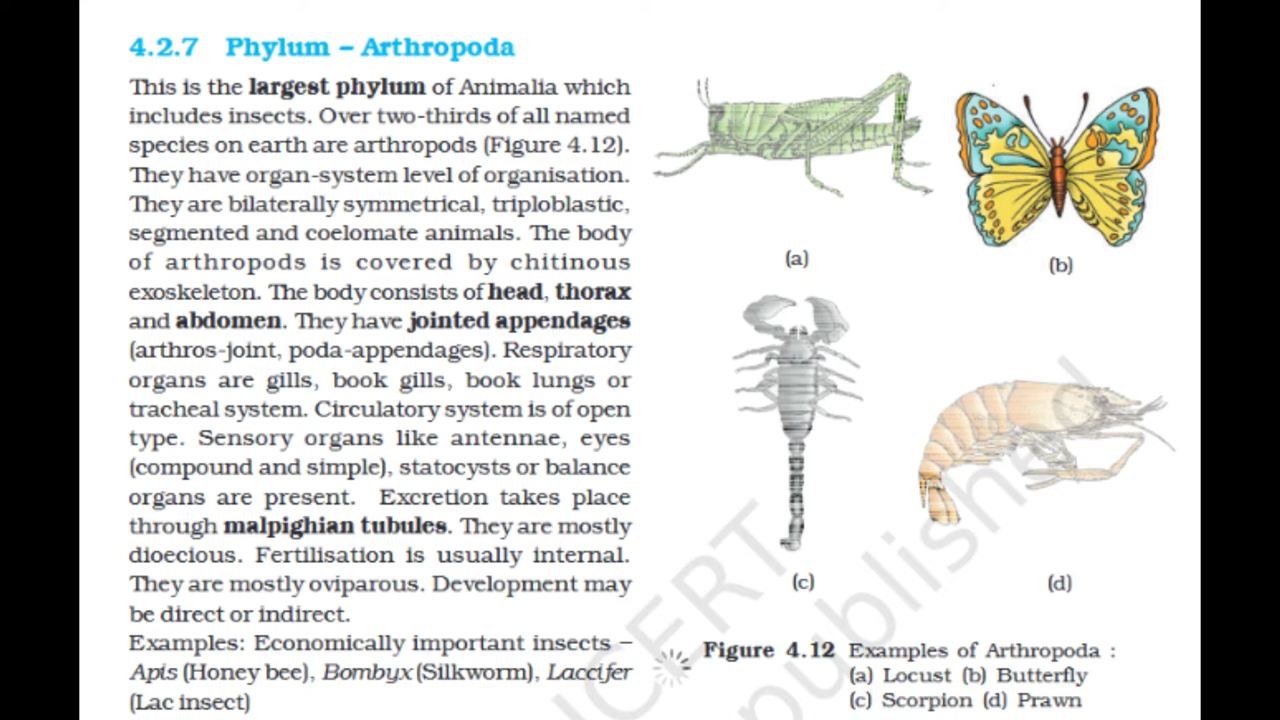 4.2.7 Phylum – Arthropoda
This is the largest phylum of Animalia which
includes insects. Over two-thirds of all named
species on earth are arthropods (Figure 4.12).
They have organ-system level of organisation.
They are bilaterally symmetrical, triploblastic,
segmented and coelomate animals. The body
of arthropods is covered by chitinous
exoskeleton. The body consists of head, thorax
and abdomen. They have jointed appendages
(arthros-joint, poda-appendages). Respiratory
organs are gills, book gills, book lungs or
tracheal system. Circulatory system is of open
type. Sensory organs like antennae, eyes
(compound and simple), statocysts or balance
organs are present. Excretion takes place
through malpighian tubules. They are mostly
dioecious. Fertilisation is usually internal.
They are mostly oviparous. Development may
be direct or indirect.
Examples: Economically important insects –
Apis (Honey bee), Bombyx (Silkworm), Laccifer
(Lac insect)
(a)
(b)
(c)
(d)
Figure 4.12 Examples of Arthropoda :
(a) Locust (b) Butterfly
(c) Scorpion (d) Prawn
NCERT
published